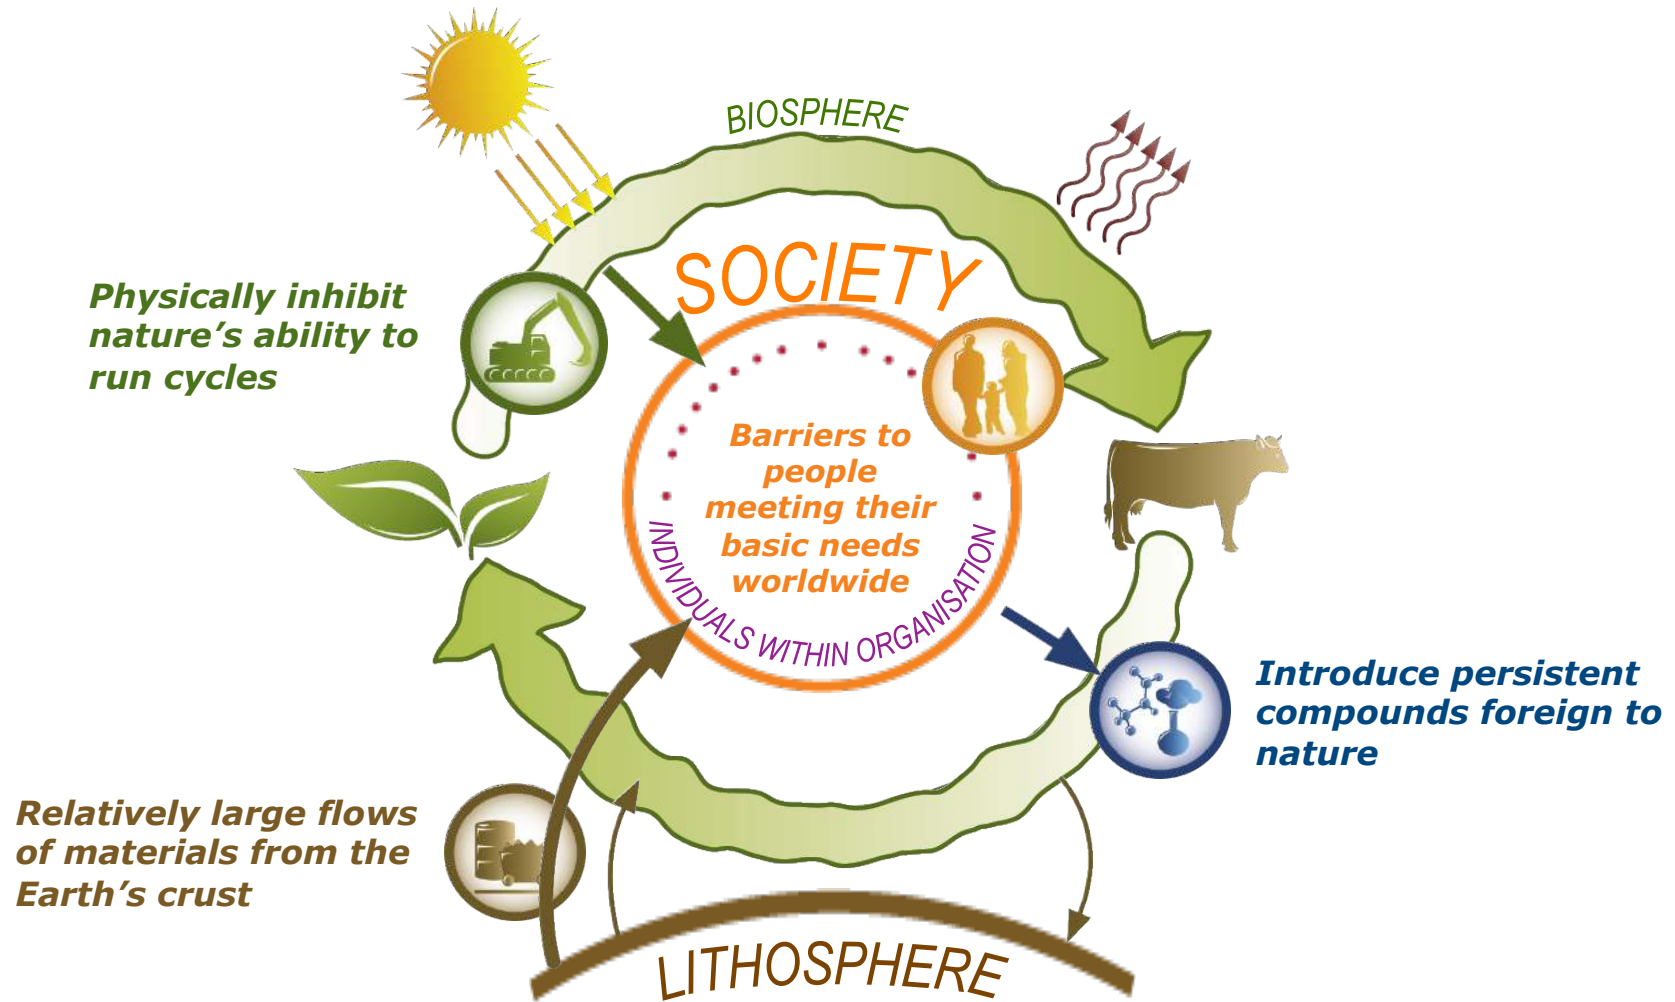 BIOSPHERE
SOCIETY
Physically inhibit
nature’s ability to
run cycles
Barriers to
people
meeting their
basic needs
worldwide
INDIVIDUALS WITHIN ORGANISATION
Introduce persistent
compounds foreign to
nature
Relatively large flows
of materials from the
Earth’s crust
LITHOSPHERE